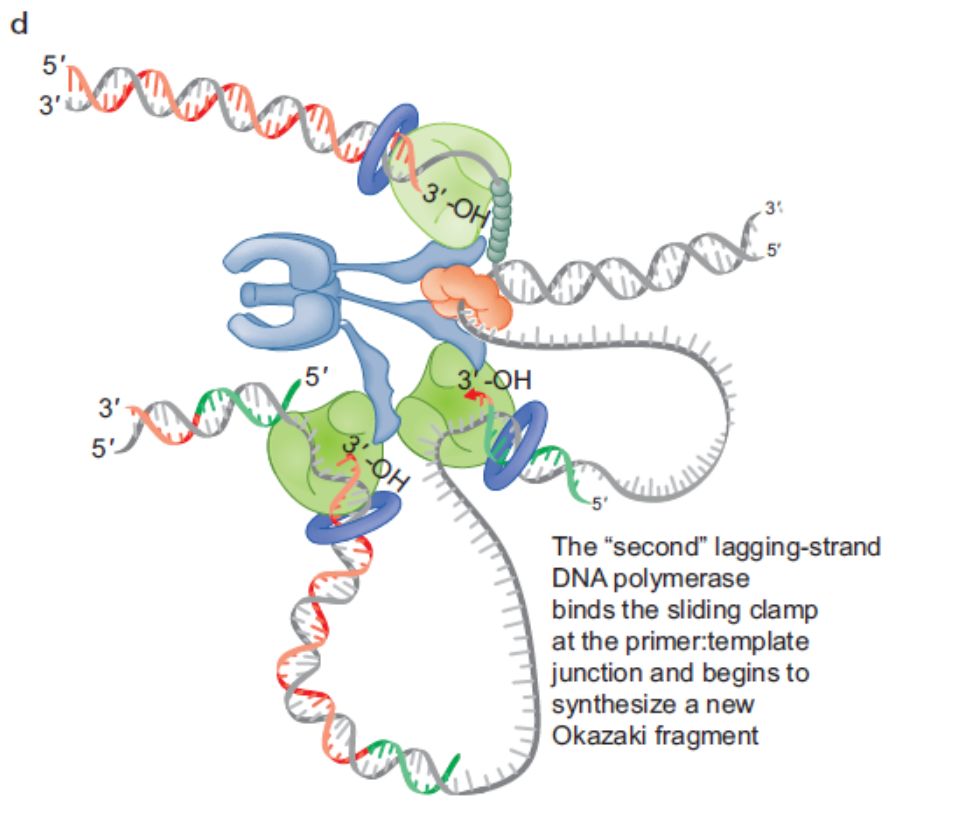 d
5′
3′
3′-OH
3′
5′
5′
3′-OH
3′
5′
3′-OH
5′
The “second” lagging-strand
DNA polymerase
binds the sliding clamp
at the primer:template
junction and begins to
synthesize a new
Okazaki fragment